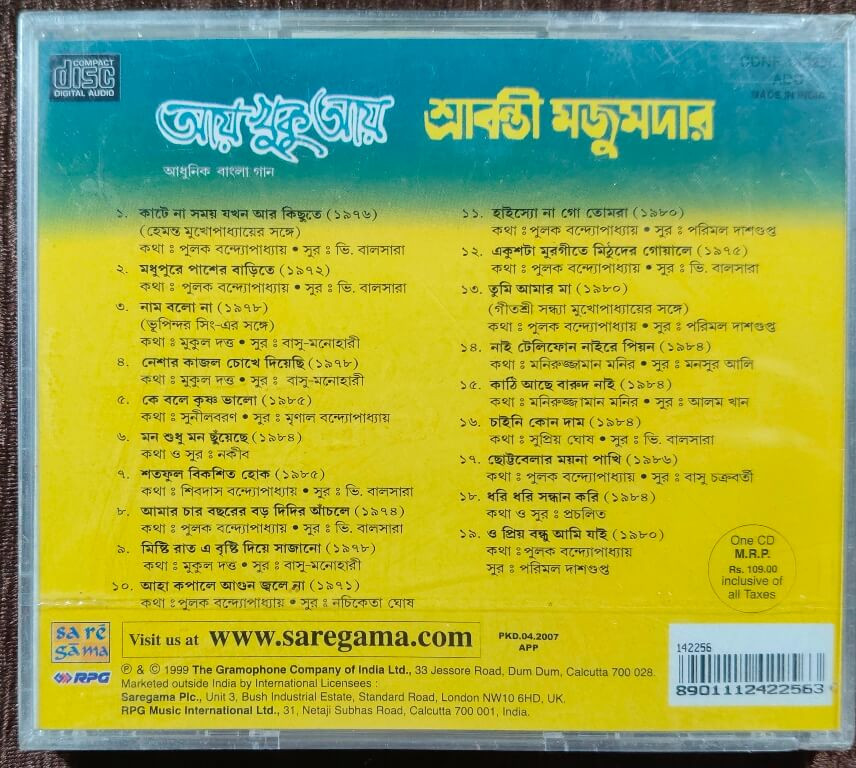 COMPACT
disc
DIGITAL AUDIO
MADE IN INDIA
আয় খুকু আয়
শ্রাবন্তী মজুমদার
আধুনিক বাংলা গান
১. কাটে না সময় যখন আর কিছুতে (১৯৭৬)
(হেমন্ত মুখোপাধ্যায়ের সঙ্গে)
কথা : পুলক বন্দ্যোপাধ্যায় • সুর : ভি. বালসারা
২. মধুপুরে পাশের বাড়িতে (১৯৭২)
কথা : পুলক বন্দ্যোপাধ্যায় • সুর : ভি. বালসারা
৩. নাম বলো না (১৯৭৮)
(ভূপিন্দর সিং-এর সঙ্গে)
কথা : মুকুল দত্ত • সুর : বাসু-মনোহারী
৪. নেশার কাজল চোখে দিয়েছি (১৯৭৮)
কথা : মুকুল দত্ত • সুর : বাসু-মনোহারী
৫. কে বলে কৃষ্ণ ভালো (১৯৮৫)
কথা : সুনীলবরণ • সুর : মৃণাল বন্দ্যোপাধ্যায়
৬. মন শুধু মন ছুঁয়েছে (১৯৮৪)
কথা ও সুর : নকীব
৭. শতফুল বিকশিত হোক (১৯৮৫)
কথা : শিবদাস বন্দ্যোপাধ্যায় • সুর : ভি. বালসারা
৮. আমার চার বছরের বড় দিদির আঁচলে (১৯৭৪)
কথা : পুলক বন্দ্যোপাধ্যায় • সুর : ভি. বালসারা
৯. মিষ্টি রাত এ বৃষ্টি দিয়ে সাজানো (১৯৭৮)
কথা : মুকুল দত্ত • সুর : বাসু-মনোহারী
১০. আহা কপালে আগুন জ্বলে না (১৯৭১)
কথা : পুলক বন্দ্যোপাধ্যায় • সুর : নচিকেতা ঘোষ
১১. হাইস্যো না গো তোমরা (১৯৮০)
কথা : পুলক বন্দ্যোপাধ্যায় • সুর : পরিমল দাশগুপ্ত
১২. একুশটা মুরগীতে মিঠুদের গোয়ালে (১৯৭৫)
কথা : পুলক বন্দ্যোপাধ্যায় • সুর : ভি. বালসারা
১৩. তুমি আমার মা (১৯৮০)
(গীতশ্রী সন্ধ্যা মুখোপাধ্যায়ের সঙ্গে)
কথা : পুলক বন্দ্যোপাধ্যায় • সুর : পরিমল দাশগুপ্ত
১৪. নাই টেলিফোন নাইরে পিয়ন (১৯৮৪)
কথা : মনিরুজ্জামান মনির • সুর : মনসুর আলি
১৫. কাঠি আছে বারুদ নাই (১৯৮৪)
কথা : মনিরুজ্জামান মনির • সুর : আলম খান
১৬. চাইনি কোন দাম (১৯৮৪)
কথা : সুপ্রিয় ঘোষ • সুর : ভি. বালসারা
১৭. ছোট্টবেলার ময়না পাখি (১৯৮৬)
কথা : পুলক বন্দ্যোপাধ্যায় • সুর : বাসু চক্রবর্তী
১৮. ধরি ধরি সন্ধান করি (১৯৮৪)
কথা ও সুর : প্রচলিত
১৯. ও প্রিয় বন্ধু আমি যাই (১৯৮০)
কথা : পুলক বন্দ্যোপাধ্যায়
সুর : পরিমল দাশগুপ্ত
One CD
M.R.P.
Rs. 109.00
inclusive of
all Taxes
sa rē
gāma
RPG
Visit us at www.saregama.com
PKD.04.2007
APP
142256
8901112422563
℗ & © 1999 The Gramophone Company of India Ltd., 33 Jessore Road, Dum Dum, Calcutta 700 028.
Marketed outside India by International Licensees :
Saregama Plc., Unit 3, Bush Industrial Estate, Standard Road, London NW10 6HD, UK.
RPG Music International Ltd., 31, Netaji Subhas Road, Calcutta 700 001, India.